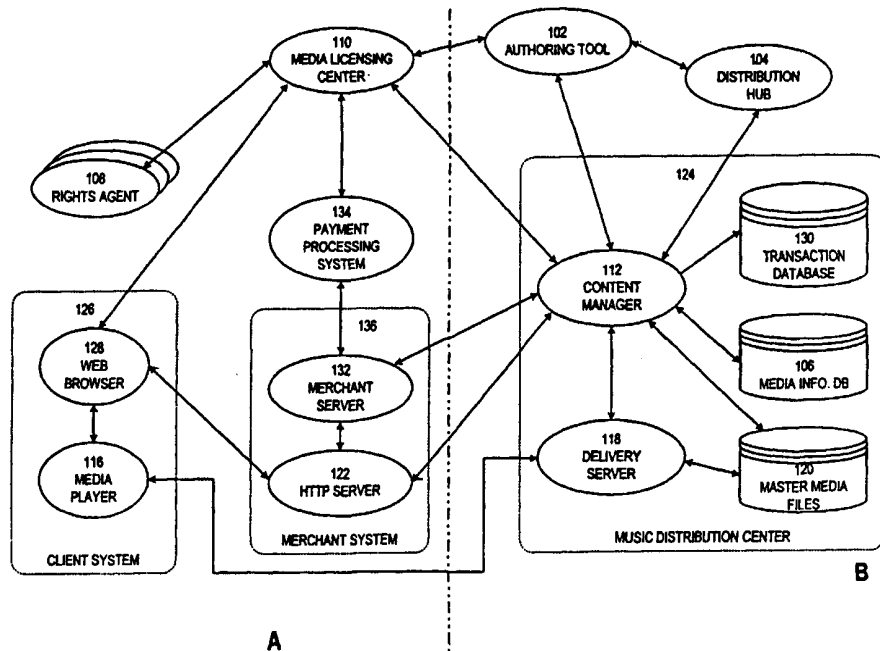 110
MEDIA LICENSING
CENTER
102
AUTHORING TOOL
104
DISTRIBUTION
HUB
108
RIGHTS AGENT
134
PAYMENT
PROCESSING
SYSTEM
124
130
TRANSACTION
DATABASE
112
CONTENT
MANAGER
126
136
128
WEB
BROWSER
132
MERCHANT
SERVER
106
MEDIA INFO. DB
116
MEDIA
PLAYER
122
HTTP SERVER
118
DELIVERY
SERVER
120
MASTER MEDIA
FILES
CLIENT SYSTEM
MERCHANT SYSTEM
MUSIC DISTRIBUTION CENTER
B
A